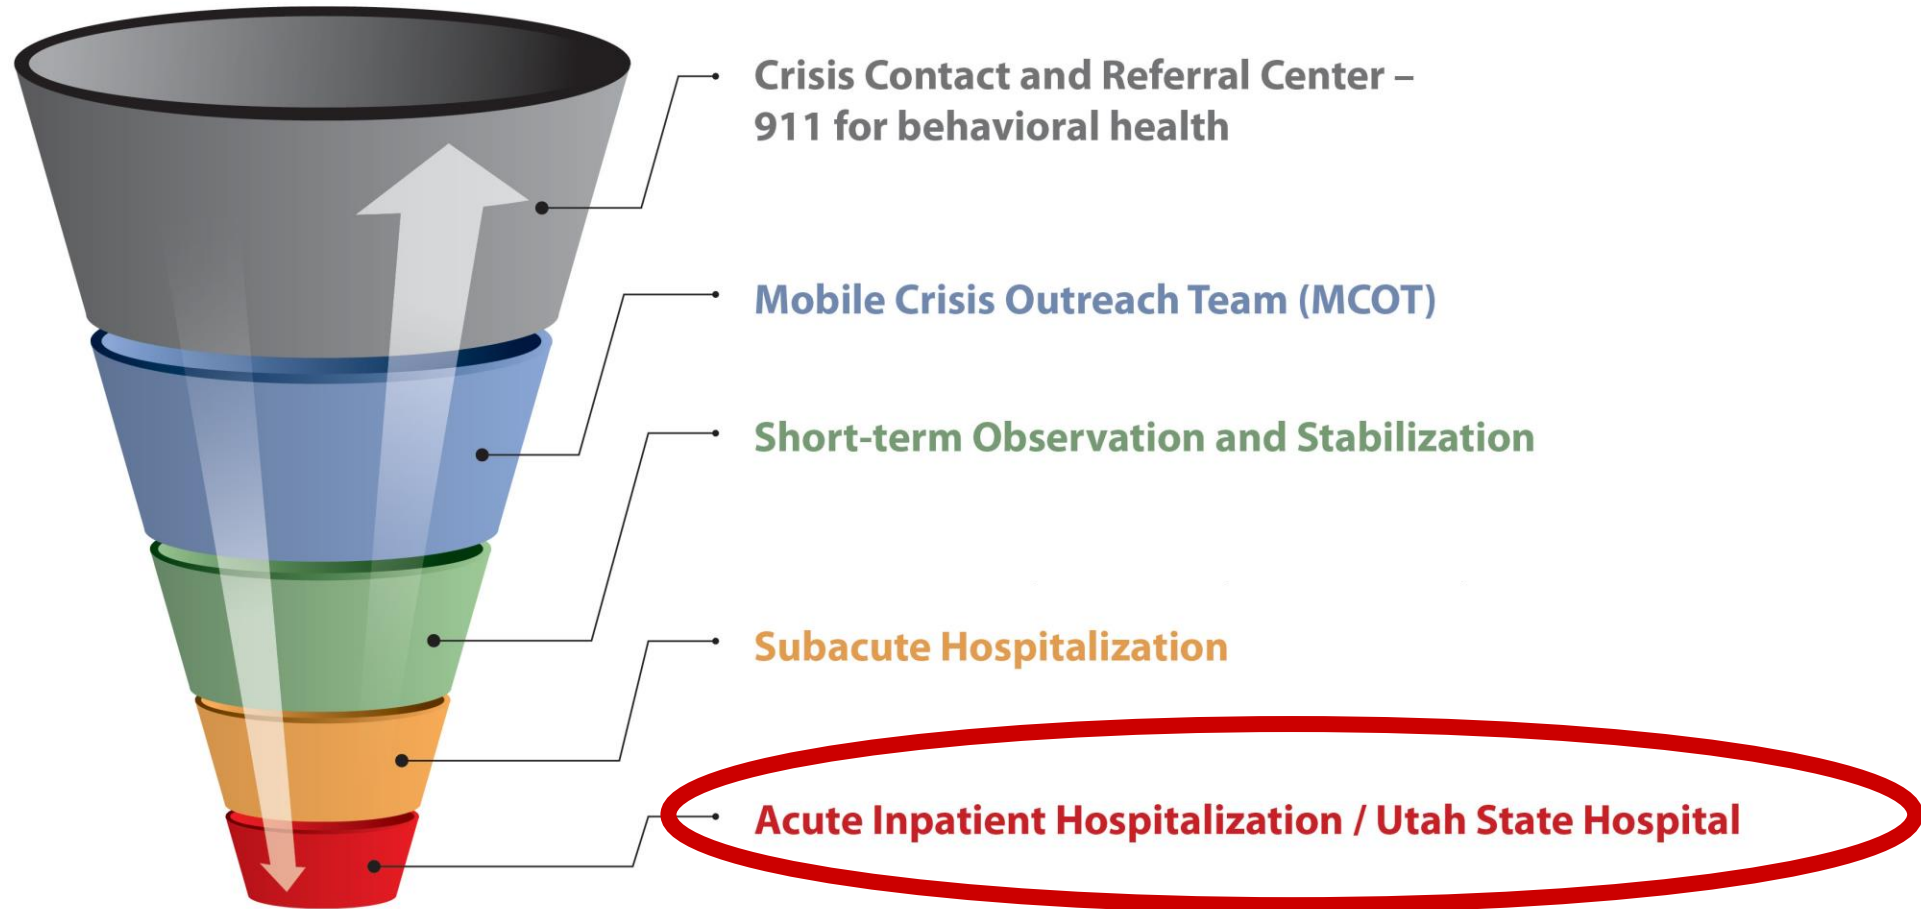 Crisis Contact and Referral Center –
911 for behavioral health
Mobile Crisis Outreach Team (MCOT)
Short-term Observation and Stabilization
Subacute Hospitalization
Acute Inpatient Hospitalization / Utah State Hospital